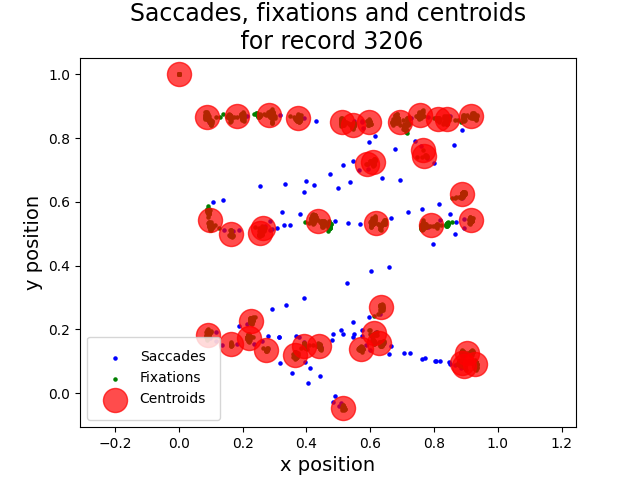 Saccades, fixations and centroids
for record 3206
y position
1.0
0.8
0.6
0.4
0.2
0.0
Saccades
Fixations
Centroids
−0.2 0.0 0.2 0.4 0.6 0.8 1.0 1.2
x position